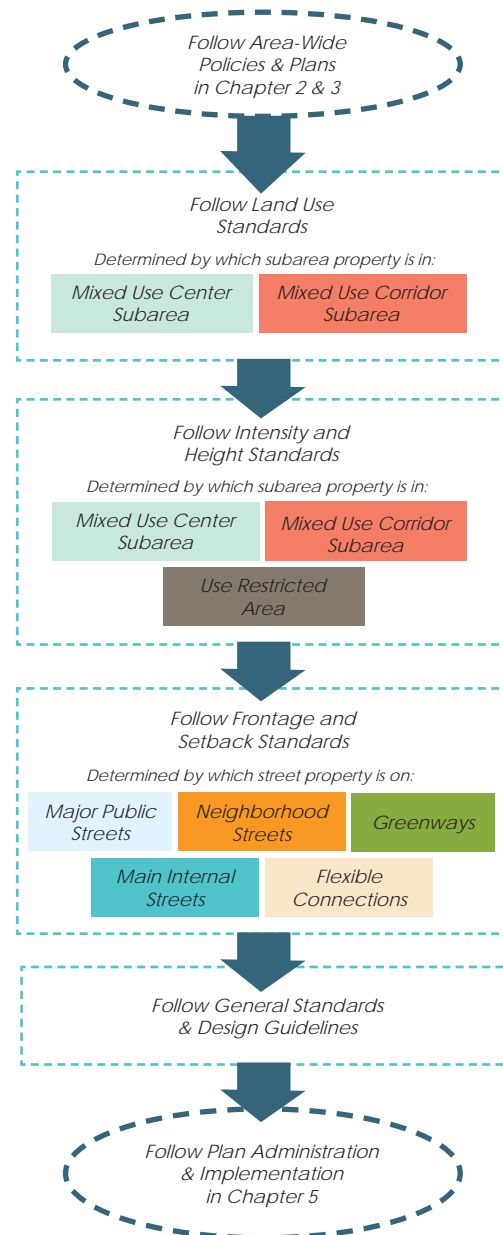 Follow Area-Wide
Policies & Plans
in Chapter 2 & 3
Follow Land Use
Standards
Determined by which subarea property is in:
Mixed Use Center
Subarea
Mixed Use Corridor
Subarea
Follow Intensity and
Height Standards
Determined by which subarea property is in:
Mixed Use Center
Subarea
Mixed Use Corridor
Subarea
Use Restricted
Area
Follow Frontage and
Setback Standards
Determined by which street property is on:
Major Public
Streets
Neighborhood
Streets
Greenways
Main Internal
Streets
Flexible
Connections
Follow General Standards
& Design Guidelines
Follow Plan Administration
& Implementation
in Chapter 5